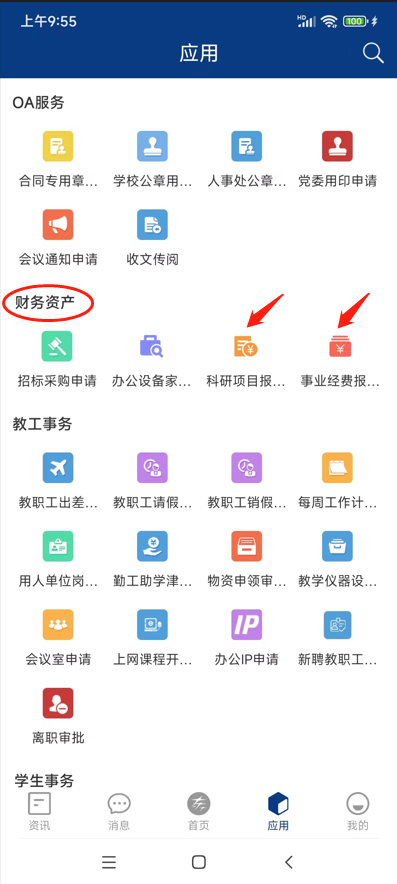 上午9:55
HD
100
应用
OA服务
合同专用章... 学校公章用... 人事处公章... 党委用印申请
会议通知申请 收文传阅
财务资产
招标采购申请 办公设备家... 科研项目报... 事业经费报...
教工事务
教职工出差... 教职工请假... 教职工销假... 每周工作计...
用人单位岗... 勤工助学津... 物资申领审... 教学仪器设...
IP
会议室申请 上网课程开... 办公IP申请 新聘教职工...
离职审批
学生事务
资讯 消息 首页 应用 我的